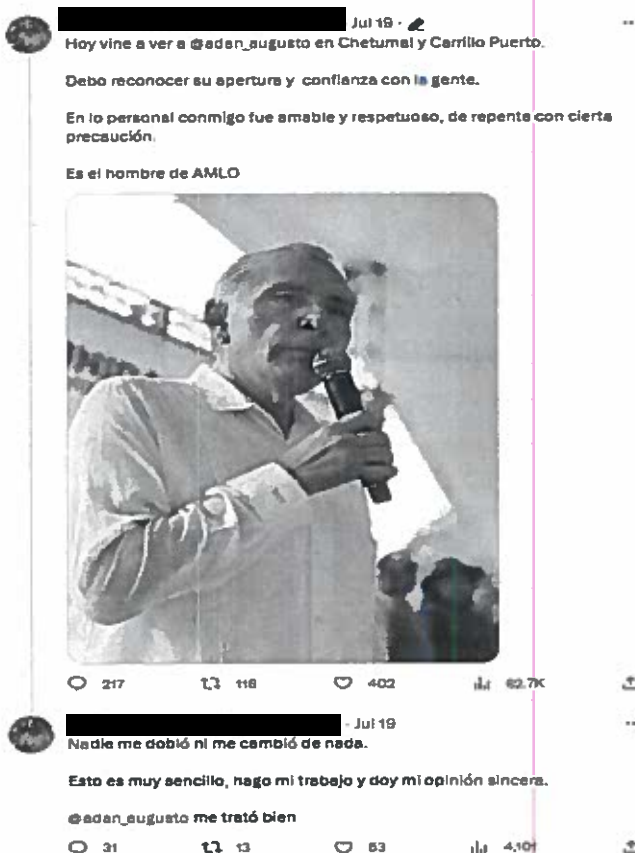 Jul 19 ·
Hoy vine a ver a @adan_augusto en Chetumal y Carrillo Puerto.
Debo reconocer su apertura y confianza con la gente.
En lo personal conmigo fue amable y respetuoso, de repente con cierta
precaución.
Es el hombre de AMLO
217 118 402 62.7K
· Jul 19
Nadie me dobló ni me cambió de nada.
Esto es muy sencillo, hago mi trabajo y doy mi opinión sincera.
@adan_augusto me trató bien
31 13 53